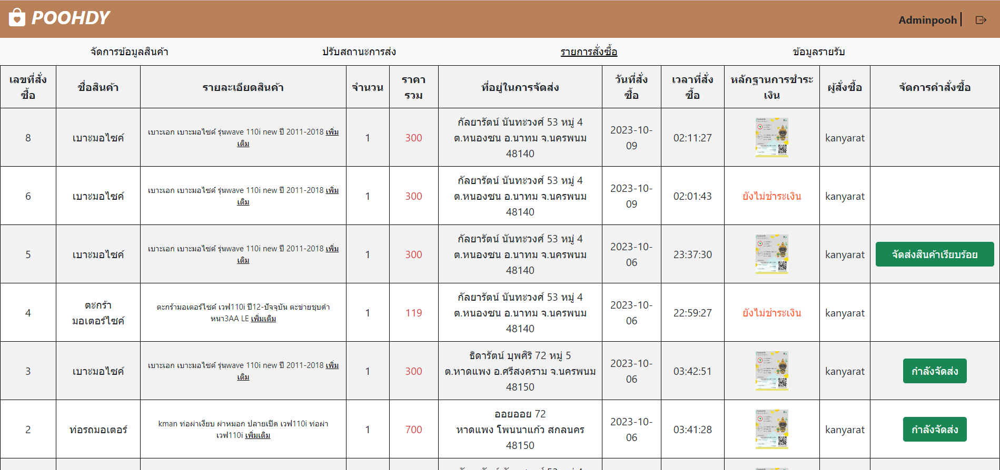 POOHDY
Adminpooh
จัดการข้อมูลสินค้า ปรับสถานะการส่ง รายการสั่งซื้อ ข้อมูลรายรับ
เลขที่สั่ง
ซื้อ
ชื่อสินค้า
รายละเอียดสินค้า
จำนวน
ราคา
รวม
ที่อยู่ในการจัดส่ง
วันที่สั่ง
ซื้อ
เวลาที่สั่ง
ซื้อ
หลักฐานการชำระ
เงิน
ผู้สั่งซื้อ
จัดการคำสั่งซื้อ
8
เบาะมอไซค์
เบาะเอก เบาะมอไซค์ รุ่นwave 110i new ปี 2011-2018 เพิ่ม
เติม
1
300
กัลยารัตน์ นันทะวงศ์ 53 หมู่ 4
ต.หนองซน อ.นาทม จ.นครพนม
48140
2023-10-
09
02:11:27
kanyarat
6
เบาะมอไซค์
เบาะเอก เบาะมอไซค์ รุ่นwave 110i new ปี 2011-2018 เพิ่ม
เติม
1
300
กัลยารัตน์ นันทะวงศ์ 53 หมู่ 4
ต.หนองซน อ.นาทม จ.นครพนม
48140
2023-10-
09
02:01:43
ยังไม่ชำระเงิน
kanyarat
5
เบาะมอไซค์
เบาะเอก เบาะมอไซค์ รุ่นwave 110i new ปี 2011-2018 เพิ่ม
เติม
1
300
กัลยารัตน์ นันทะวงศ์ 53 หมู่ 4
ต.หนองซน อ.นาทม จ.นครพนม
48140
2023-10-
06
23:37:30
kanyarat
จัดส่งสินค้าเรียบร้อย
4
ตะกร้า
มอเตอร์ไซค์
ตะกร้ามอเตอร์ไซค์ เวฟ110i ปี12-ปัจจุบัน ตะข่ายชุบดำ
หนา3AA LE เพิ่มเติม
1
119
กัลยารัตน์ นันทะวงศ์ 53 หมู่ 4
ต.หนองซน อ.นาทม จ.นครพนม
48140
2023-10-
06
22:59:27
ยังไม่ชำระเงิน
kanyarat
3
เบาะมอไซค์
เบาะเอก เบาะมอไซค์ รุ่นwave 110i new ปี 2011-2018 เพิ่ม
เติม
1
300
ธิดารัตน์ บุพศิริ 72 หมู่ 5
ต.หาดแพง อ.ศรีสงคราม จ.นครพนม
48150
2023-10-
06
03:42:51
kanyarat
กำลังจัดส่ง
2
ท่อรถมอเตอร์
kman ท่อผ่าเงียบ ผ่าหมอก ปลายเปิด เวฟ110i ท่อผ่า
เวฟ110i เพิ่มเติม
1
700
ออยออย 72
หาดแพง โพนนาแก้ว สกลนคร
48150
2023-10-
06
03:41:28
kanyarat
กำลังจัดส่ง